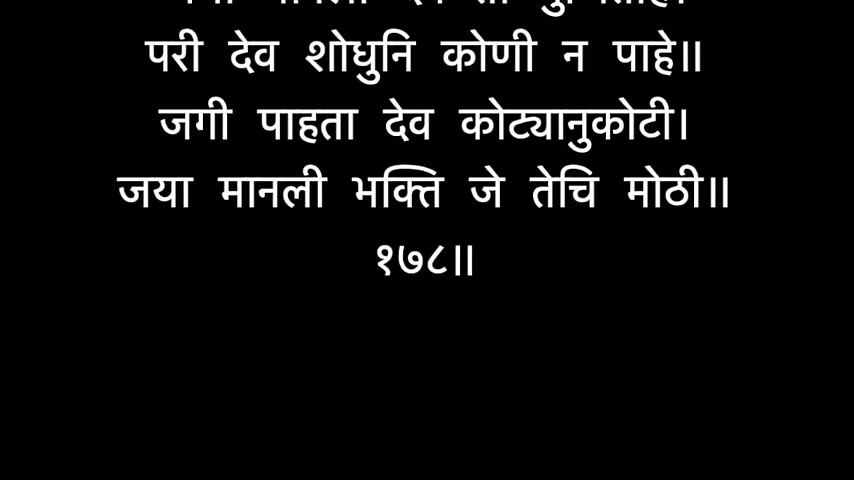 परी देव शोधुनि कोणी न पाहे॥
जगी पाहता देव कोट्यानुकोटी।
जया मानली भक्ति जे तेचि मोठी॥
१७८॥